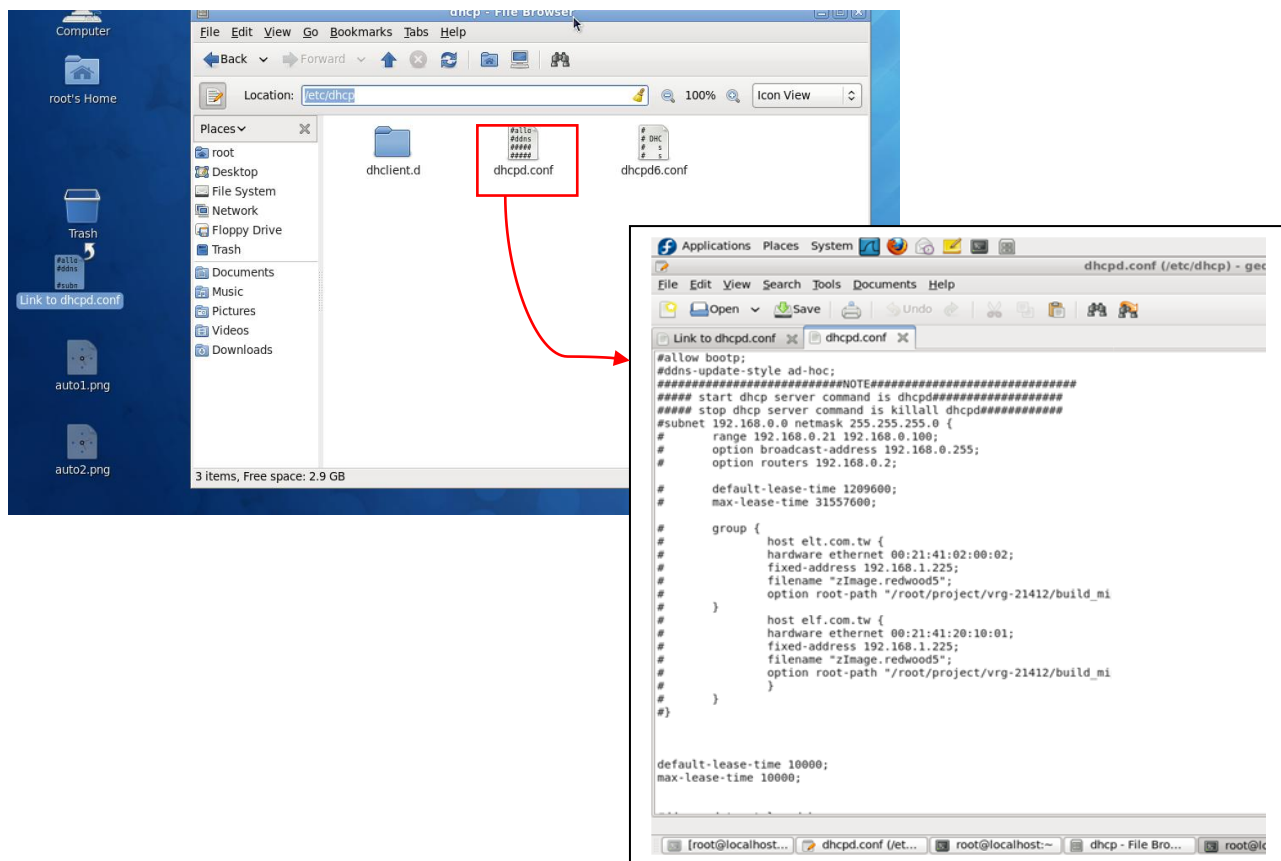 Computer
root's Home
Trash
Link to dhcpd.conf
auto1.png
auto2.png
dhcp - File Browser
File Edit View Go Bookmarks Tabs Help
Back Forward
Location: /etc/dhcp 100% Icon View
Places
root
Desktop
File System
Network
Floppy Drive
Trash
Documents
Music
Pictures
Videos
Downloads
dhclient.d dhcpd.conf dhcpd6.conf
3 items, Free space: 2.9 GB
Applications Places System
dhcpd.conf (/etc/dhcp) - ged
File Edit View Search Tools Documents Help
Open Save Undo
Link to dhcpd.conf dhcpd.conf
#allow bootp;
#ddns-update-style ad-hoc;
###########################NOTE##############################
##### start dhcp server command is dhcpd###################
##### stop dhcp server command is killall dhcpd############
#subnet 192.168.0.0 netmask 255.255.255.0 {
# range 192.168.0.21 192.168.0.100;
# option broadcast-address 192.168.0.255;
# option routers 192.168.0.2;
# default-lease-time 1209600;
# max-lease-time 31557600;
# group {
# host elt.com.tw {
# hardware ethernet 00:21:41:02:00:02;
# fixed-address 192.168.1.225;
# filename "zImage.redwood5";
# option root-path "/root/project/vrg-21412/build_mi
# }
# host elf.com.tw {
# hardware ethernet 00:21:41:20:10:01;
# fixed-address 192.168.1.225;
# filename "zImage.redwood5";
# option root-path "/root/project/vrg-21412/build_mi
# }
# }
#}
default-lease-time 10000;
max-lease-time 10000;
[root@localhost... dhcpd.conf (/et... root@localhost:~ dhcp - File Bro... root@lo